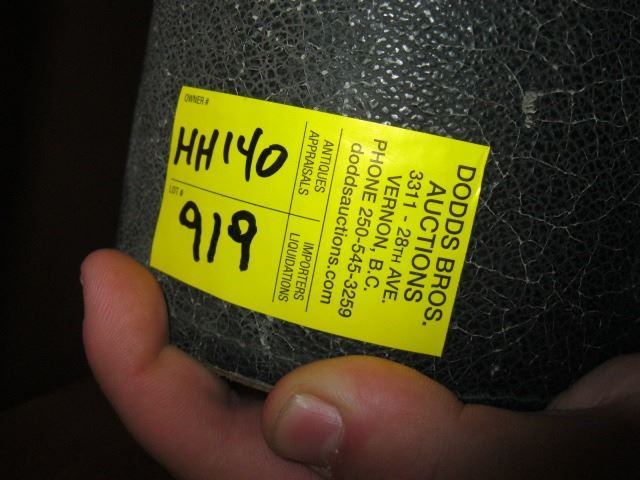 OWNER #
HH140
LOT #
919
ANTIQUES
APPRAISALS
IMPORTERS
LIQUIDATIONS
DODDS BROS.
AUCTIONS
3311 - 28TH AVE.
VERNON, B.C.
PHONE 250-545-3259
doddsauctions.com